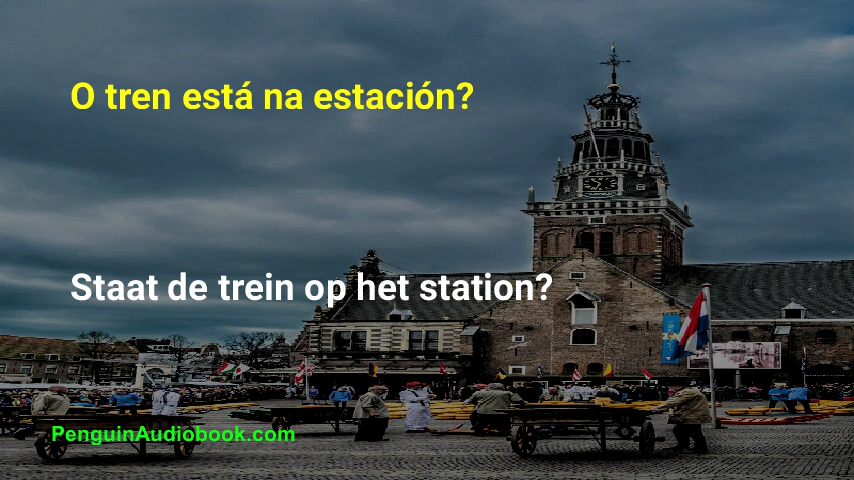 O tren está na estación?
Staat de trein op het station?
PenguinAudiobook.com